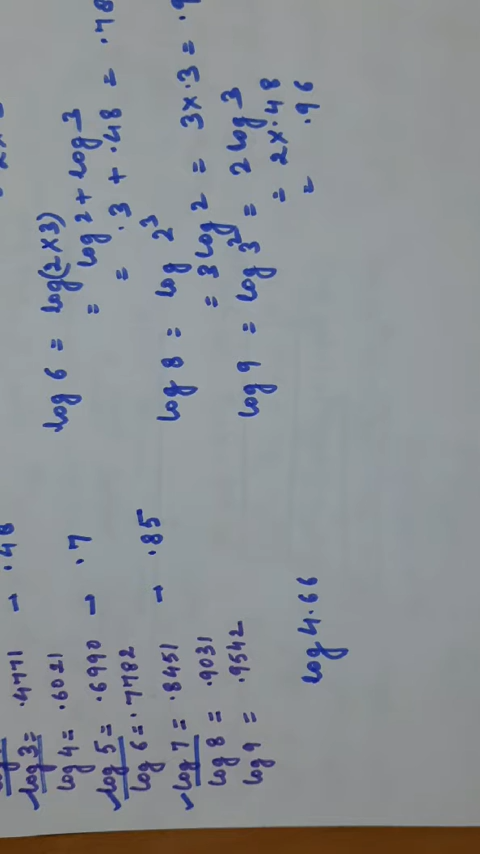 log 3 = .4771 → .48
log 4 = .6021
log 5 = .6990 → .7
log 6 = .7782
log 7 = .8451 → .85
log 8 = .9031
log 9 = .9542
log 4.66
log 6 = log(2×3)
= log 2 + log 3
= .3 + .48 = .78
log 8 = log 2³
= 3 log 2 = 3×.3 = .9
log 9 = log 3² = 2 log 3
= 2×.48
= .96